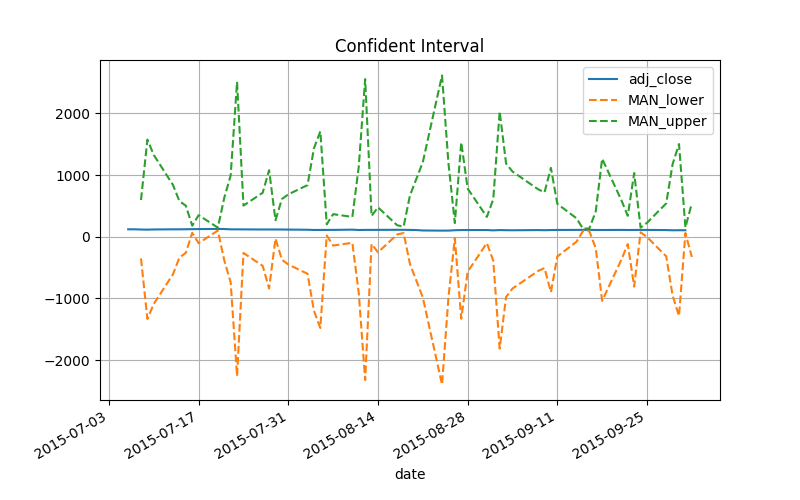 Confident Interval
adj_close
MAN_lower
MAN_upper
2000
1000
0
−1000
−2000
2015-07-03
2015-07-17
2015-07-31
2015-08-14
2015-08-28
2015-09-11
2015-09-25
date